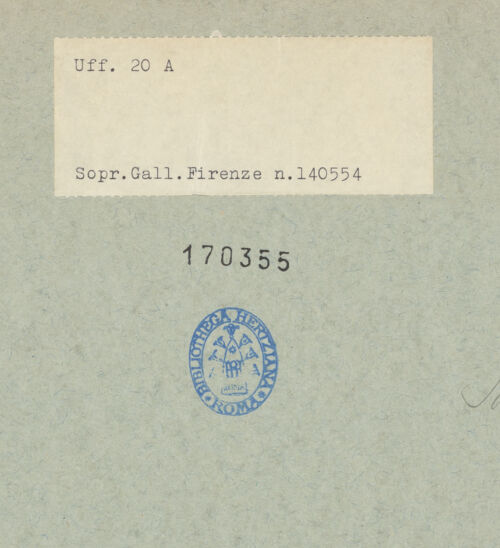 Uff. 20 A
Sopr.Gall.Firenze n.140554
170355
BIBLIOTHECA HERTZIANA
ROMA